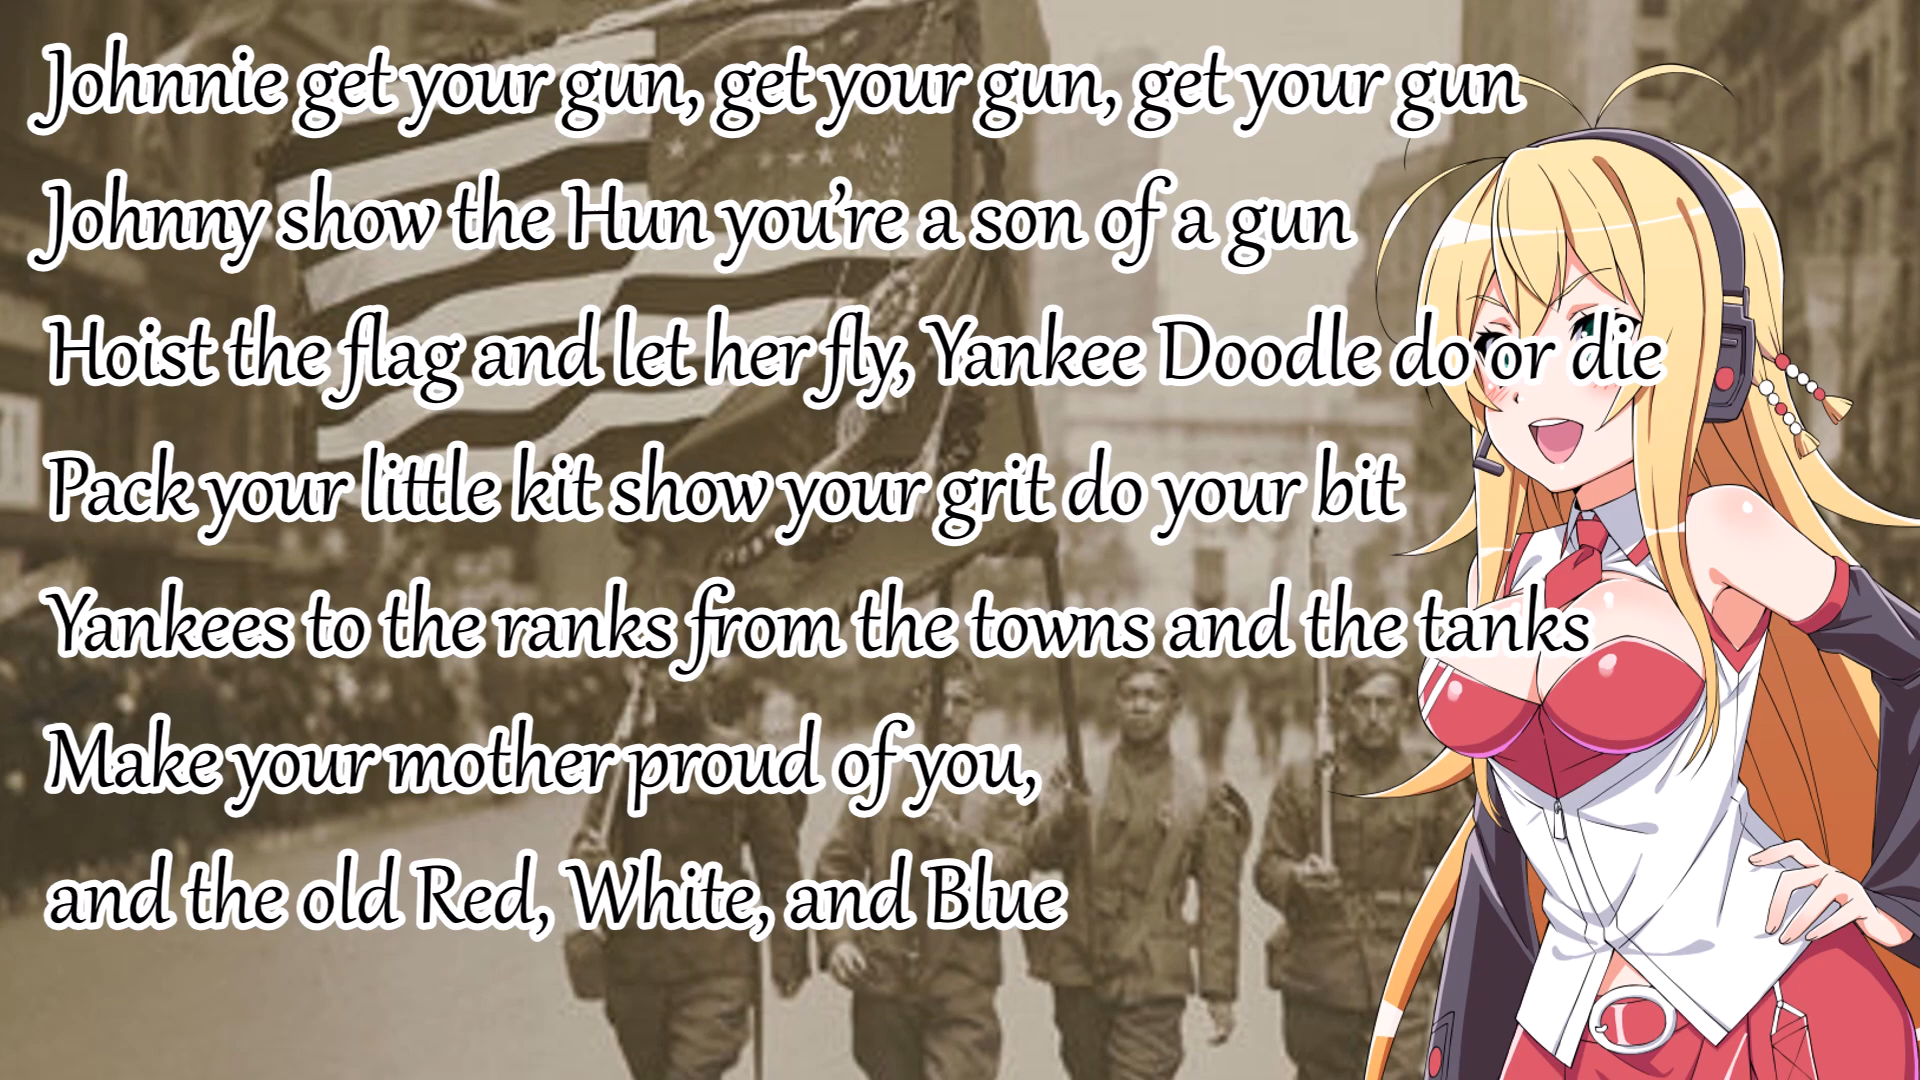 Johnnie get your gun, get your gun, get your gun
Johnny show the Hun you're a son of a gun
Hoist the flag and let her fly, Yankee Doodle do or die
Pack your little kit show your grit do your bit
Yankees to the ranks from the towns and the tanks
Make your mother proud of you,
and the old Red, White, and Blue